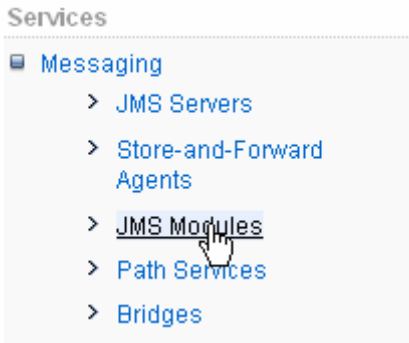 Services
Messaging
JMS Servers
Store-and-Forward
Agents
JMS Modules
Path Services
Bridges